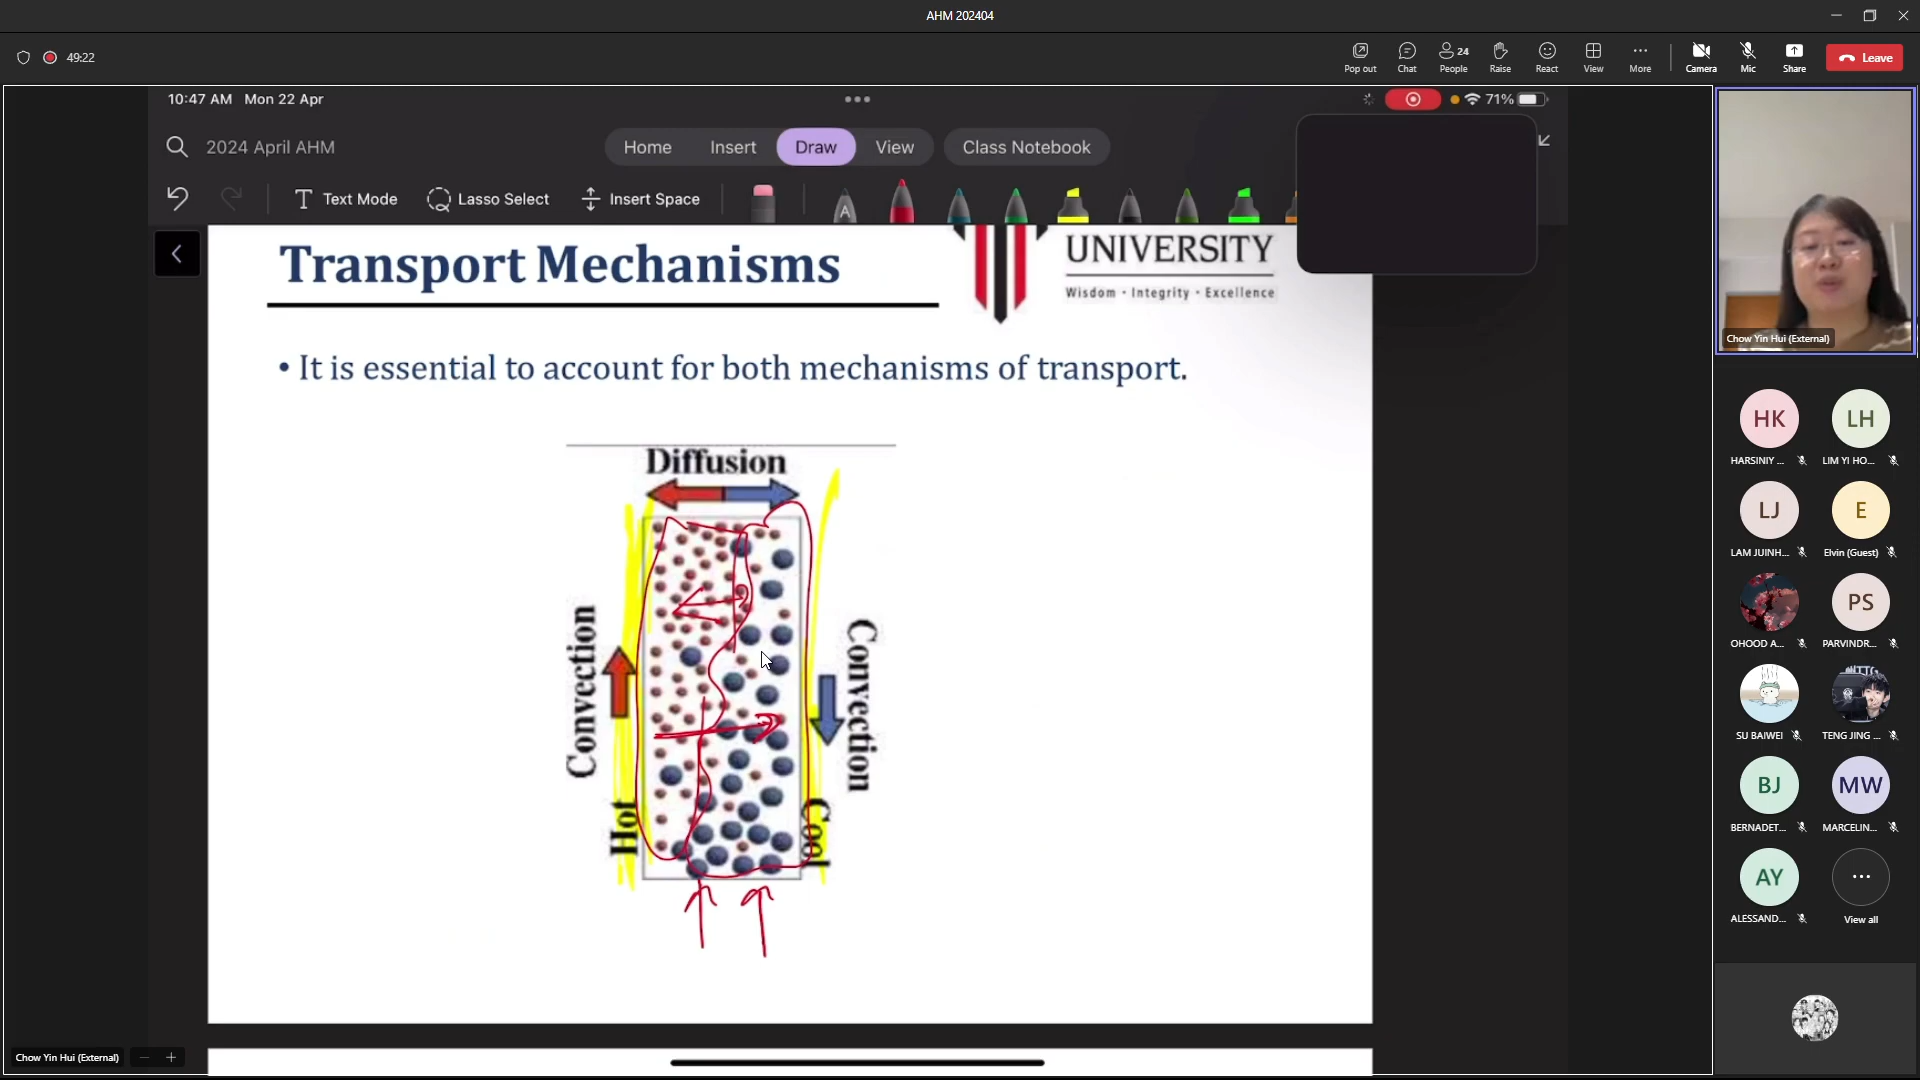 AHM 202404
49:22
Pop out
Chat
24
People
Raise
React
View
More
Camera
Mic
Share
Leave
10:47 AM Mon 22 Apr
71%
2024 April AHM
Home
Insert
Draw
View
Class Notebook
Text Mode
Lasso Select
Insert Space
A
Transport Mechanisms
UNIVERSITY
Wisdom · Integrity · Excellence
• It is essential to account for both mechanisms of transport.
Diffusion
Convection
Convection
Hot
Cool
Chow Yin Hui (External)
HK
LH
HARSINIY ...
LIM YI HO...
LJ
E
LAM JUINH...
Elvin (Guest)
PS
OHOOD A...
PARVINDR...
SU BAIWEI
TENG JING ...
BJ
MW
BERNADET...
MARCELIN...
AY
ALESSAND...
View all
Chow Yin Hui (External)